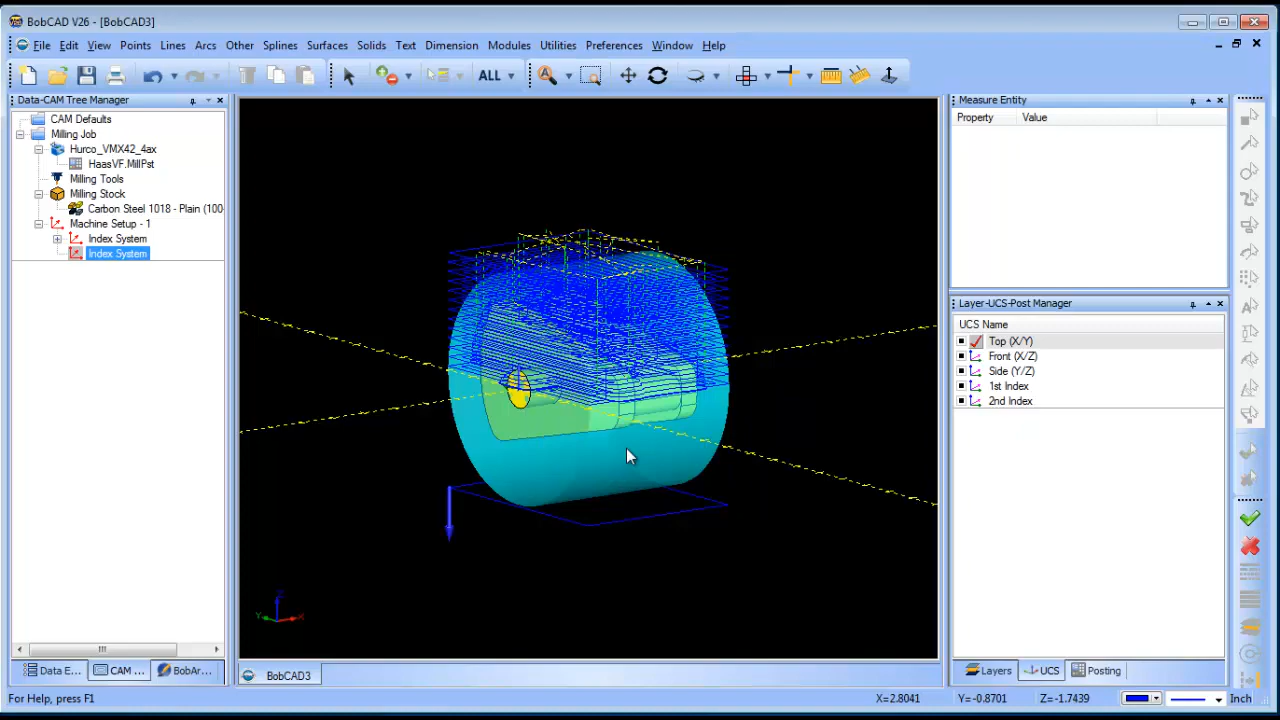 BobCAD V26 - [BobCAD3]
File Edit View Points Lines Arcs Other Splines Surfaces Solids Text Dimension Modules Utilities Preferences Window Help
ALL
Data-CAM Tree Manager
CAM Defaults
Milling Job
Hurco_VMX42_4ax
HaasVF.MillPst
Milling Tools
Milling Stock
Carbon Steel 1018 - Plain (100-
Machine Setup - 1
Index System
Index System
Data E...
CAM ...
BobAr...
BobCAD3
Measure Entity
Property Value
Layer-UCS-Post Manager
UCS Name
Top (X/Y)
Front (X/Z)
Side (Y/Z)
1st Index
2nd Index
Layers UCS Posting
Z
Y X
For Help, press F1
X=2.8041 Y=-0.8701 Z=-1.7439 Inch